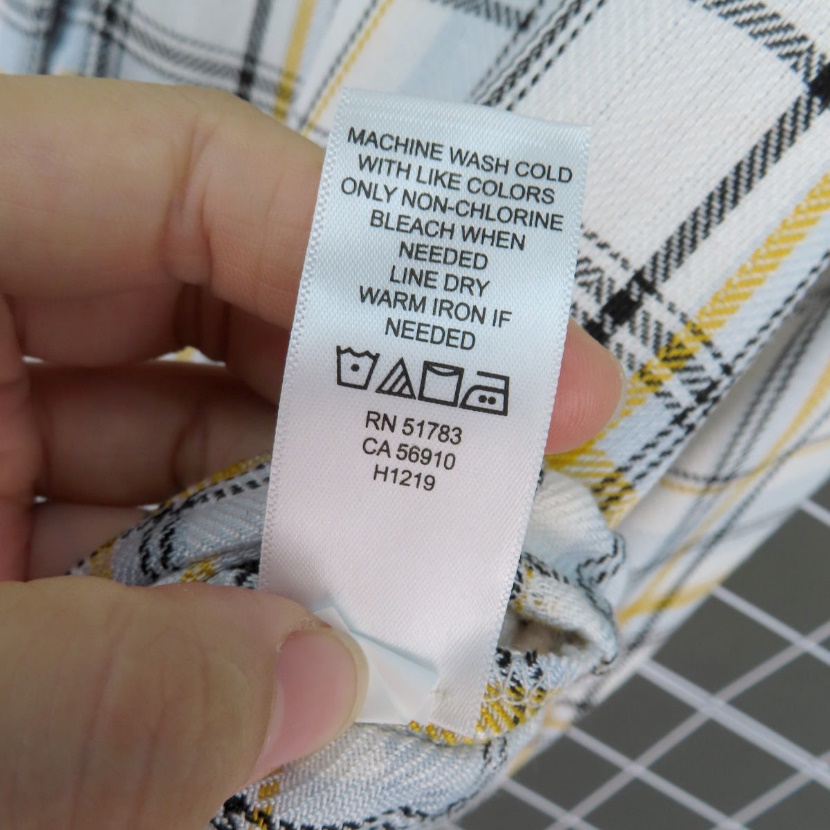 MACHINE WASH COLD
WITH LIKE COLORS
ONLY NON-CHLORINE
BLEACH WHEN
NEEDED
LINE DRY
WARM IRON IF
NEEDED
RN 51783
CA 56910
H1219